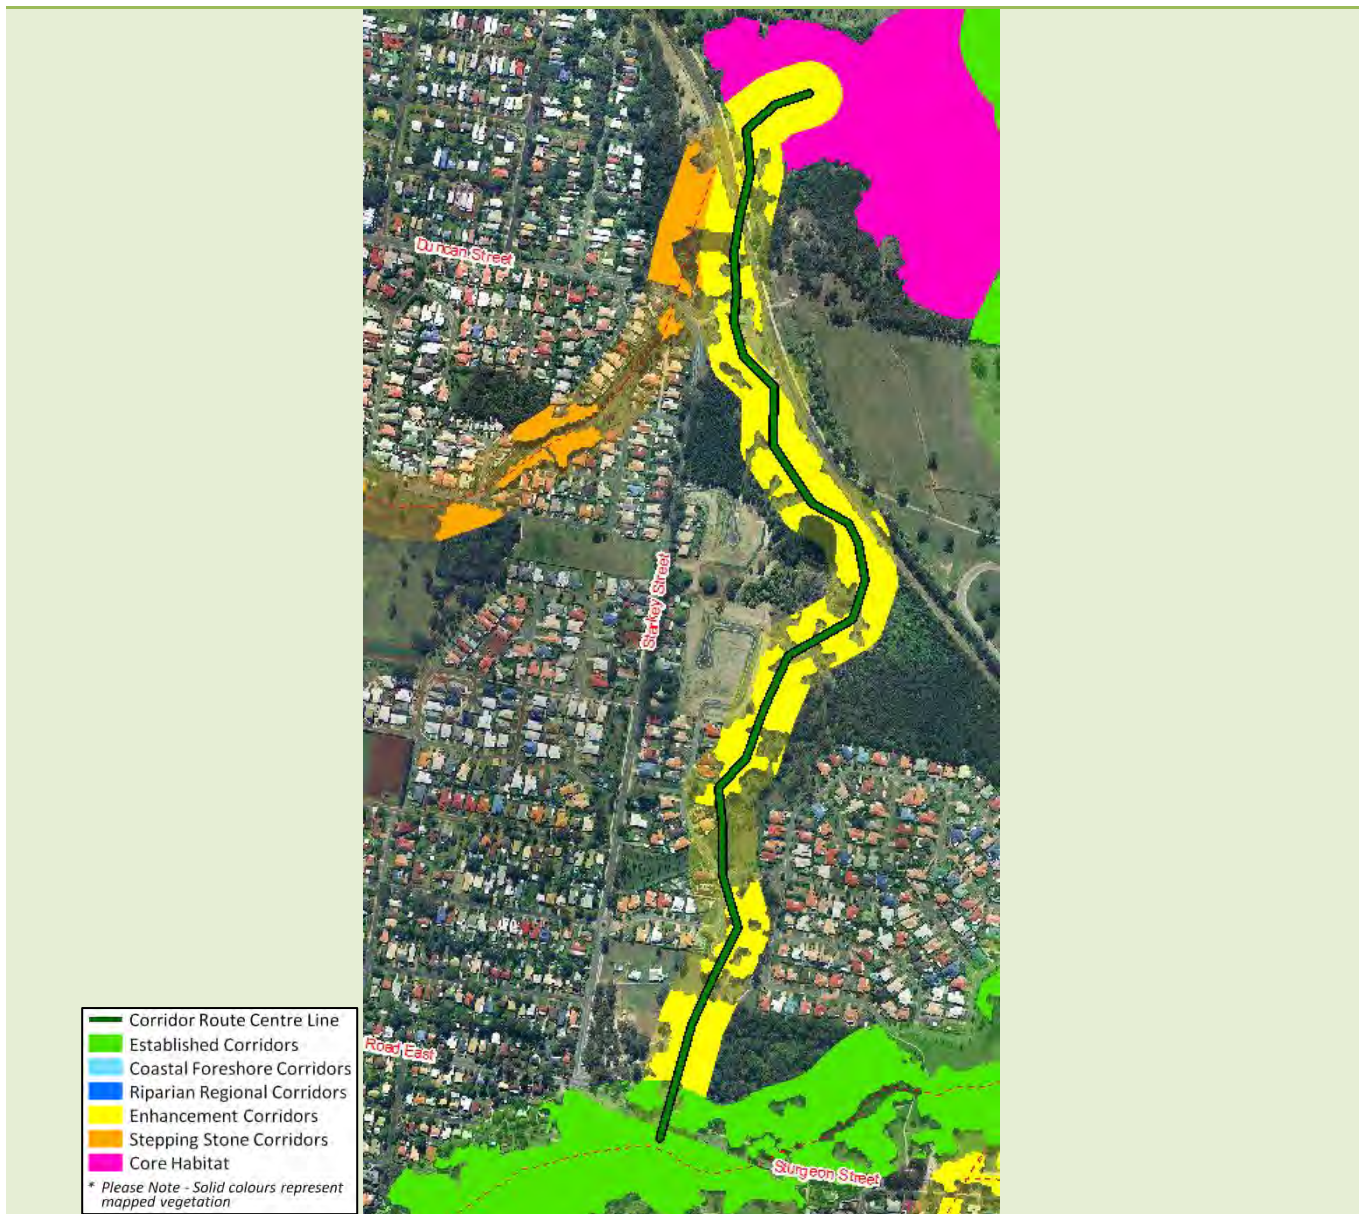 Duncan Street
Starkey Street
Road East
Sturgeon Street
Corridor Route Centre Line
Established Corridors
Coastal Foreshore Corridors
Riparian Regional Corridors
Enhancement Corridors
Stepping Stone Corridors
Core Habitat
* Please Note - Solid colours represent
mapped vegetation